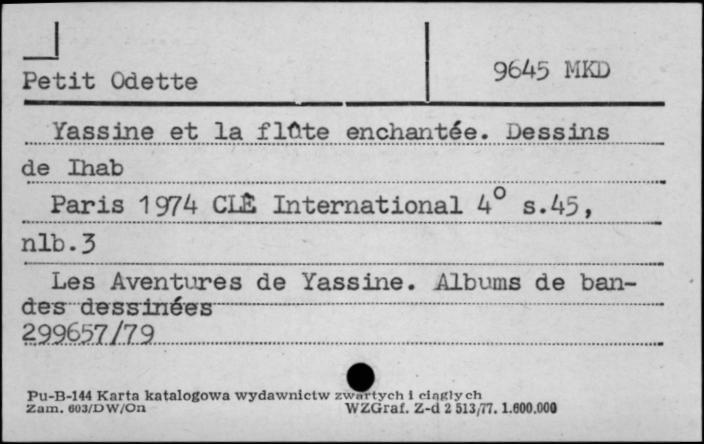 Petit Odette 9645 MKD
Yassine et la flûte enchantée. Dessins
de Ihab
Paris 1974 CLÉ International 4° s.45,
nlb.3
Les Aventures de Yassine. Albums de ban-
des dessinées
299657/79
Pu-B-144 Karta katalogowa wydawnictw zwartych i ciągłych
Zam. 603/DW/On WZGraf. Z-d 2 513/77. 1.600.000